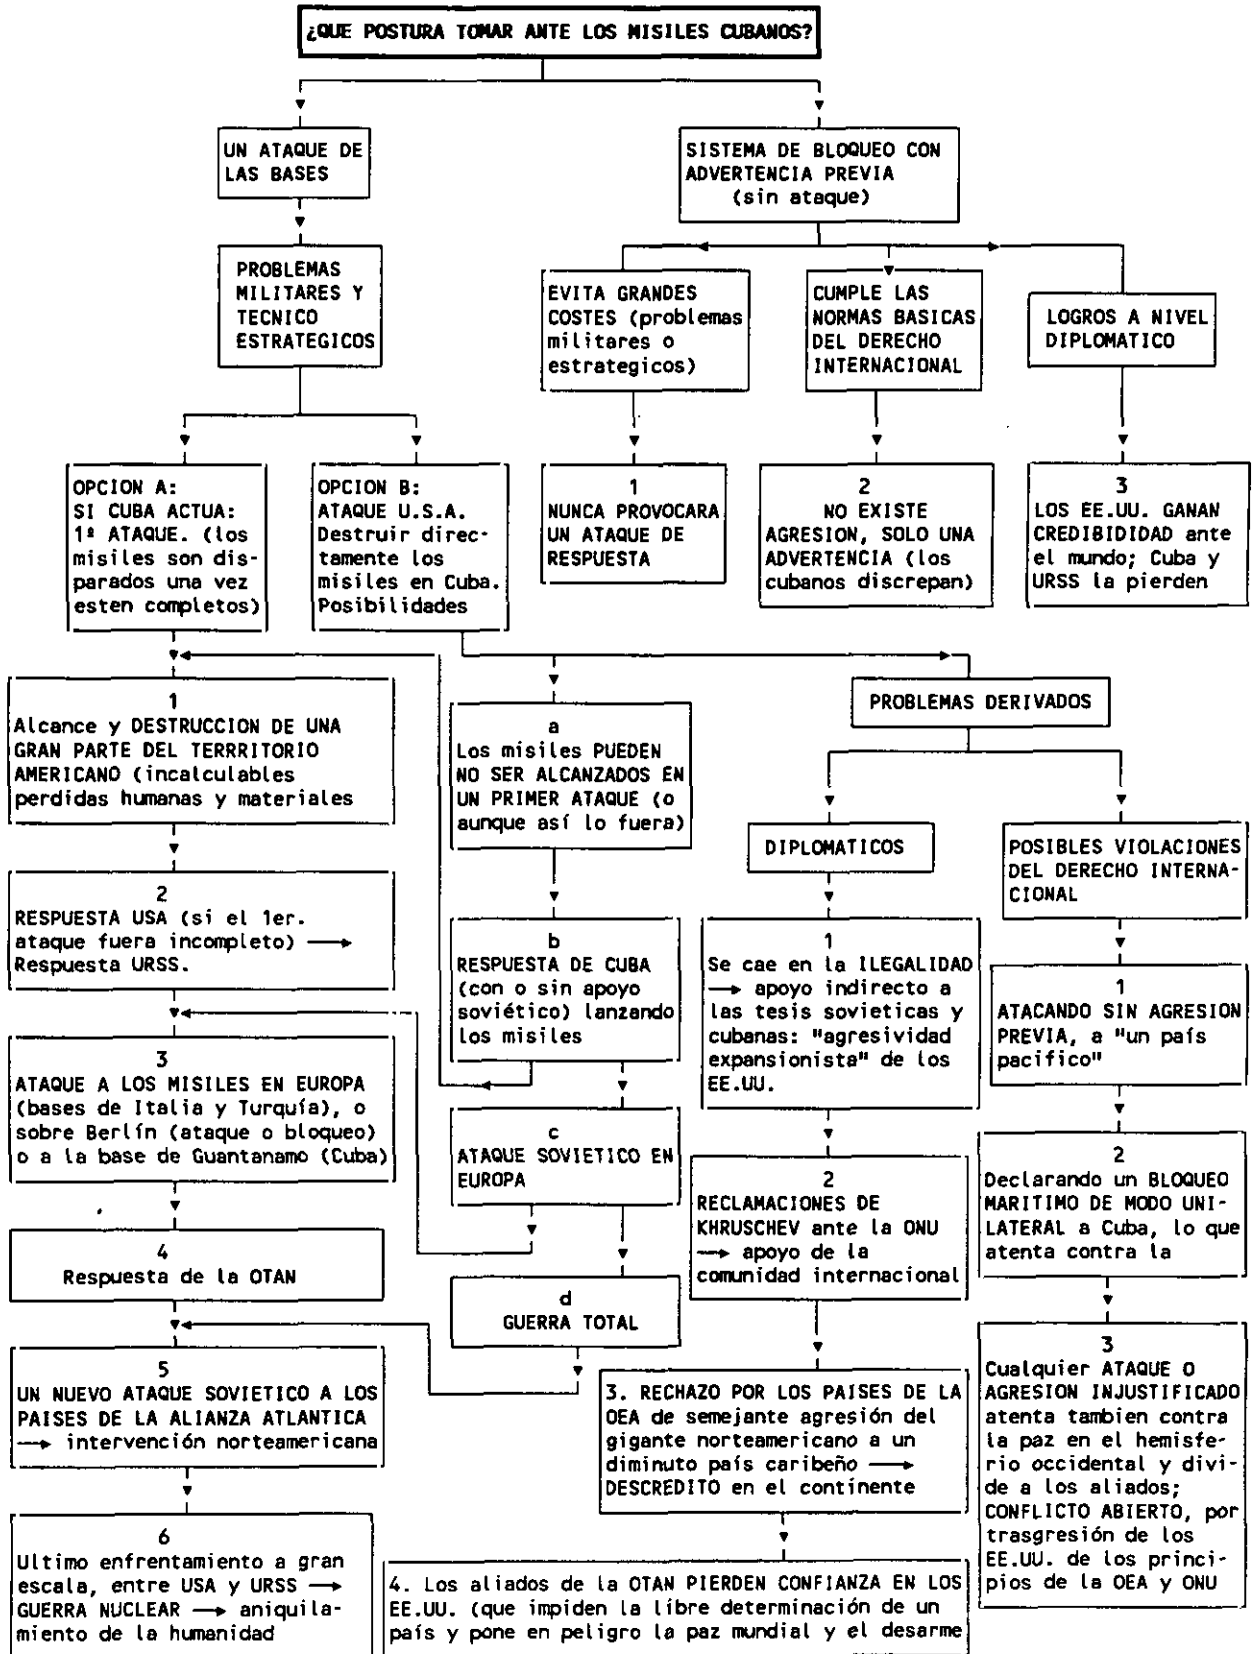 ¿QUE POSTURA TOMAR ANTE LOS MISILES CUBANOS?
UN ATAQUE DE
LAS BASES
SISTEMA DE BLOQUEO CON
ADVERTENCIA PREVIA
(sin ataque)
PROBLEMAS
MILITARES Y
TECNICO
ESTRATEGICOS
EVITA GRANDES
COSTES (problemas
militares o
estrategicos)
CUMPLE LAS
NORMAS BASICAS
DEL DERECHO
INTERNACIONAL
LOGROS A NIVEL
DIPLOMATICO
OPCION A:
SI CUBA ACTUA:
1ª ATAQUE. (los
misiles son dis-
parados una vez
esten completos)
OPCION B:
ATAQUE U.S.A.
Destruir direc-
tamente los
misiles en Cuba.
Posibilidades
1
NUNCA PROVOCARA
UN ATAQUE DE
RESPUESTA
2
NO EXISTE
AGRESION, SOLO UNA
ADVERTENCIA (los
cubanos discrepan)
3
LOS EE.UU. GANAN
CREDIBIDIDAD ante
el mundo; Cuba y
URSS la pierden
1
Alcance y DESTRUCCION DE UNA
GRAN PARTE DEL TERRRITORIO
AMERICANO (incalculables
perdidas humanas y materiales
2
RESPUESTA USA (si el 1er.
ataque fuera incompleto) →
Respuesta URSS.
3
ATAQUE A LOS MISILES EN EUROPA
(bases de Italia y Turquía), o
sobre Berlín (ataque o bloqueo)
o a la base de Guantanamo (Cuba)
4
Respuesta de la OTAN
5
UN NUEVO ATAQUE SOVIETICO A LOS
PAISES DE LA ALIANZA ATLANTICA
→ intervención norteamericana
6
Ultimo enfrentamiento a gran
escala, entre USA y URSS →
GUERRA NUCLEAR → aniquila-
miento de la humanidad
a
Los misiles PUEDEN
NO SER ALCANZADOS EN
UN PRIMER ATAQUE (o
aunque así lo fuera)
b
RESPUESTA DE CUBA
(con o sin apoyo
soviético) lanzando
los misiles
c
ATAQUE SOVIETICO EN
EUROPA
d
GUERRA TOTAL
PROBLEMAS DERIVADOS
DIPLOMATICOS
1
Se cae en la ILEGALIDAD
→ apoyo indirecto a
las tesis sovieticas y
cubanas: "agresividad
expansionista" de los
EE.UU.
2
RECLAMACIONES DE
KHRUSCHEV ante la ONU
→ apoyo de la
comunidad internacional
3. RECHAZO POR LOS PAISES DE LA
OEA de semejante agresión del
gigante norteamericano a un
diminuto país caribeño →
DESCREDITO en el continente
4. Los aliados de la OTAN PIERDEN CONFIANZA EN LOS
EE.UU. (que impiden la libre determinación de un
país y pone en peligro la paz mundial y el desarme
POSIBLES VIOLACIONES
DEL DERECHO INTERNA-
CIONAL
1
ATACANDO SIN AGRESION
PREVIA, a "un país
pacifico"
2
Declarando un BLOQUEO
MARITIMO DE MODO UNI-
LATERAL a Cuba, lo que
atenta contra la
3
Cualquier ATAQUE O
AGRESION INJUSTIFICADO
atenta tambien contra
la paz en el hemisfe-
rio occidental y divi-
de a los aliados;
CONFLICTO ABIERTO, por
trasgresión de los
EE.UU. de los princi-
pios de la OEA y ONU